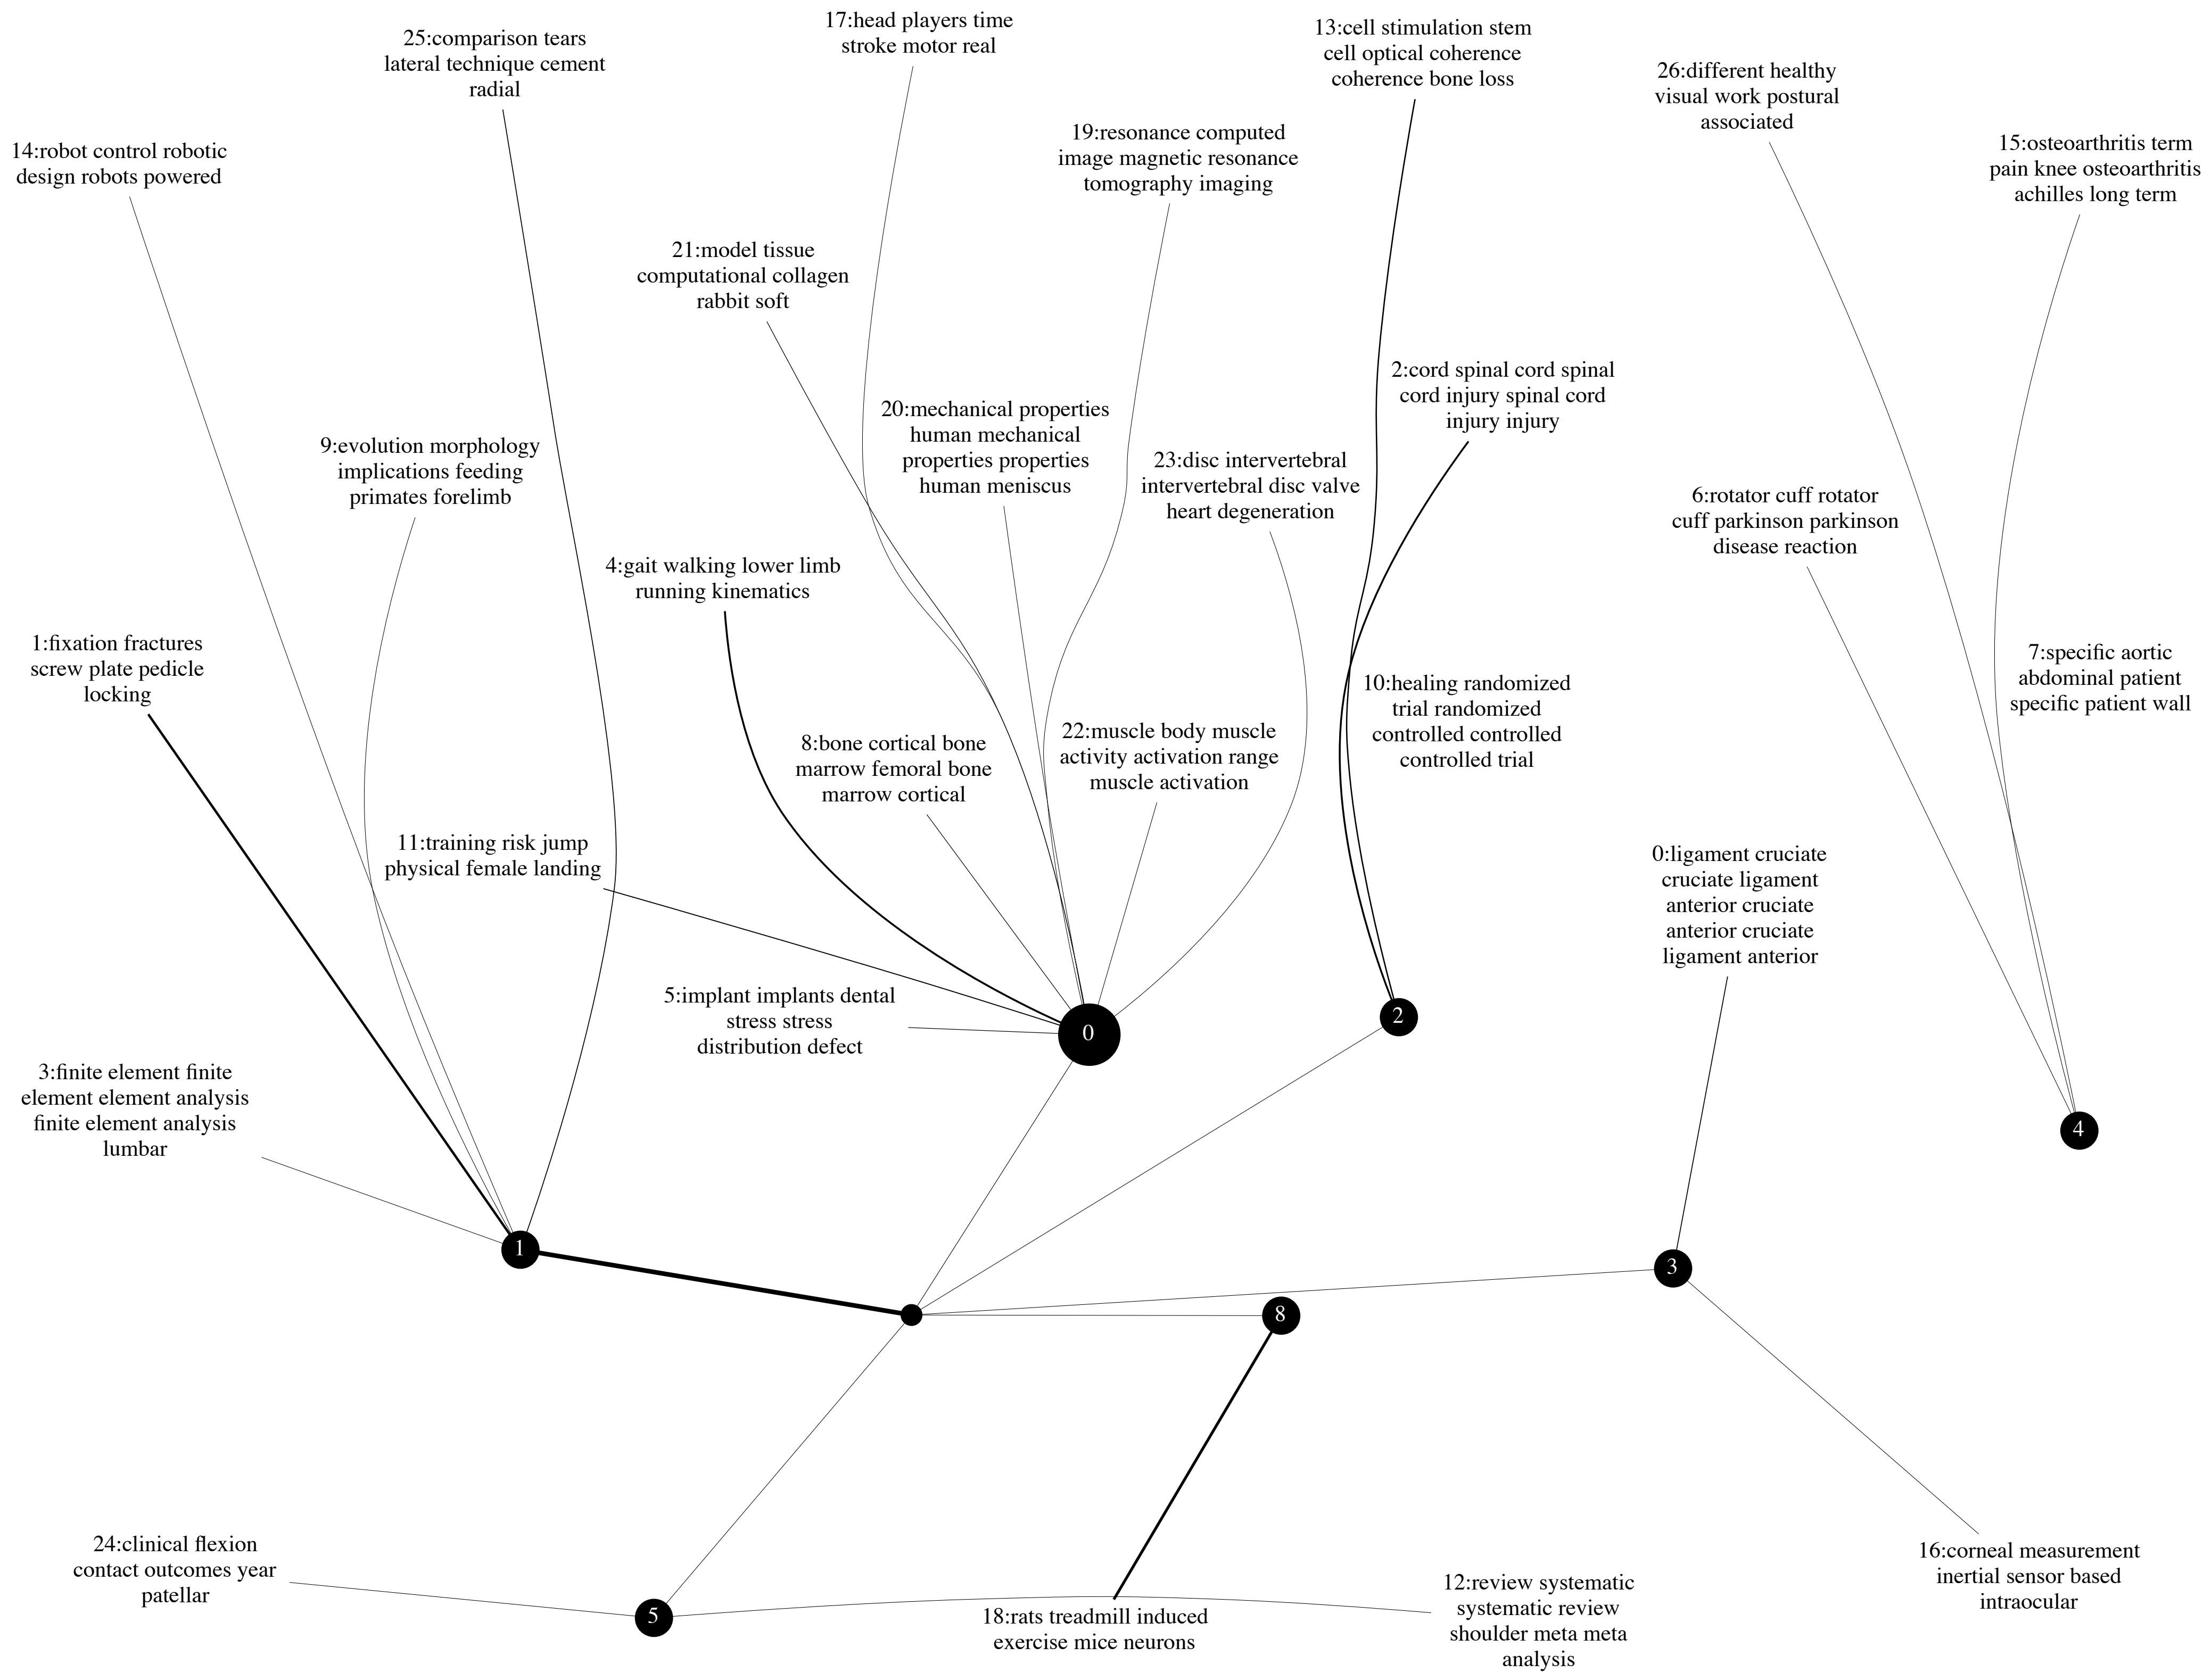 17:head players time
stroke motor real
13:cell stimulation stem
cell optical coherence
coherence bone loss
25:comparison tears
lateral technique cement
radial
26:different healthy
visual work postural
associated
19:resonance computed
image magnetic resonance
tomography imaging
15:osteoarthritis term
pain knee osteoarthritis
achilles long term
14:robot control robotic
design robots powered
21:model tissue
computational collagen
rabbit soft
2:cord spinal cord spinal
cord injury spinal cord
injury injury
20:mechanical properties
human mechanical
properties properties
human meniscus
9:evolution morphology
implications feeding
primates forelimb
23:disc intervertebral
intervertebral disc valve
heart degeneration
6:rotator cuff rotator
cuff parkinson parkinson
disease reaction
4:gait walking lower limb
running kinematics
1:fixation fractures
screw plate pedicle
locking
7:specific aortic
abdominal patient
specific patient wall
10:healing randomized
trial randomized
controlled controlled
controlled trial
22:muscle body muscle
activity activation range
muscle activation
8:bone cortical bone
marrow femoral bone
marrow cortical
11:training risk jump
physical female landing
0:ligament cruciate
cruciate ligament
anterior cruciate
anterior cruciate
ligament anterior
5:implant implants dental
stress stress
distribution defect
2
0
3:finite element finite
element element analysis
finite element analysis
lumbar
4
1
3
8
24:clinical flexion
contact outcomes year
patellar
16:corneal measurement
inertial sensor based
intraocular
12:review systematic
systematic review
shoulder meta meta
analysis
5
18:rats treadmill induced
exercise mice neurons